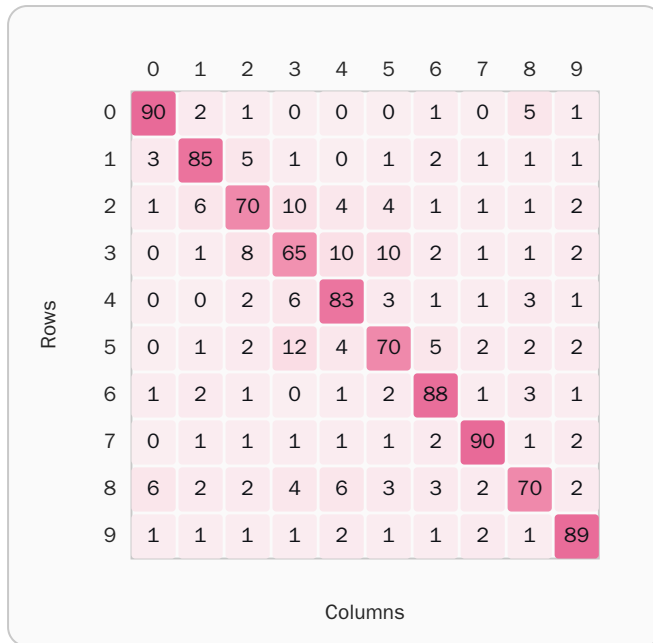 0 1 2 3 4 5 6 7 8 9
0 90 2 1 0 0 0 1 0 5 1
1 3 85 5 1 0 1 2 1 1 1
2 1 6 70 10 4 4 1 1 1 2
3 0 1 8 65 10 10 2 1 1 2
4 0 0 2 6 83 3 1 1 3 1
Rows
5 0 1 2 12 4 70 5 2 2 2
6 1 2 1 0 1 2 88 1 3 1
7 0 1 1 1 1 1 2 90 1 2
8 6 2 2 4 6 3 3 2 70 2
9 1 1 1 1 2 1 1 2 1 89
Columns